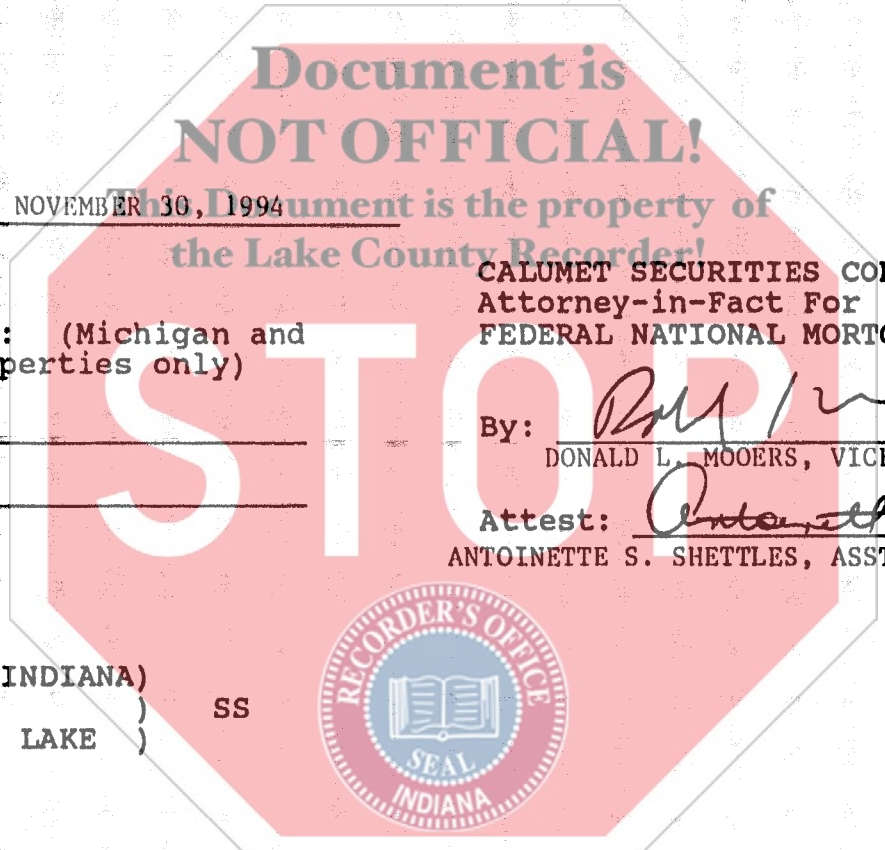 Document is
NOT OFFICIAL!
This Document is the property of
the Lake County Recorder!
NOVEMBER 30, 1994
CALUMET SECURITIES CO
Attorney-in-Fact For
: (Michigan and
FEDERAL NATIONAL MORT
perties only)
STOP
By:
DONALD L. MOOERS, VICE
Attest:
ANTOINETTE S. SHETTLES, ASST
INDIANA)
) SS
LAKE )
RECORDER'S OFFICE
SEAL
INDIANA